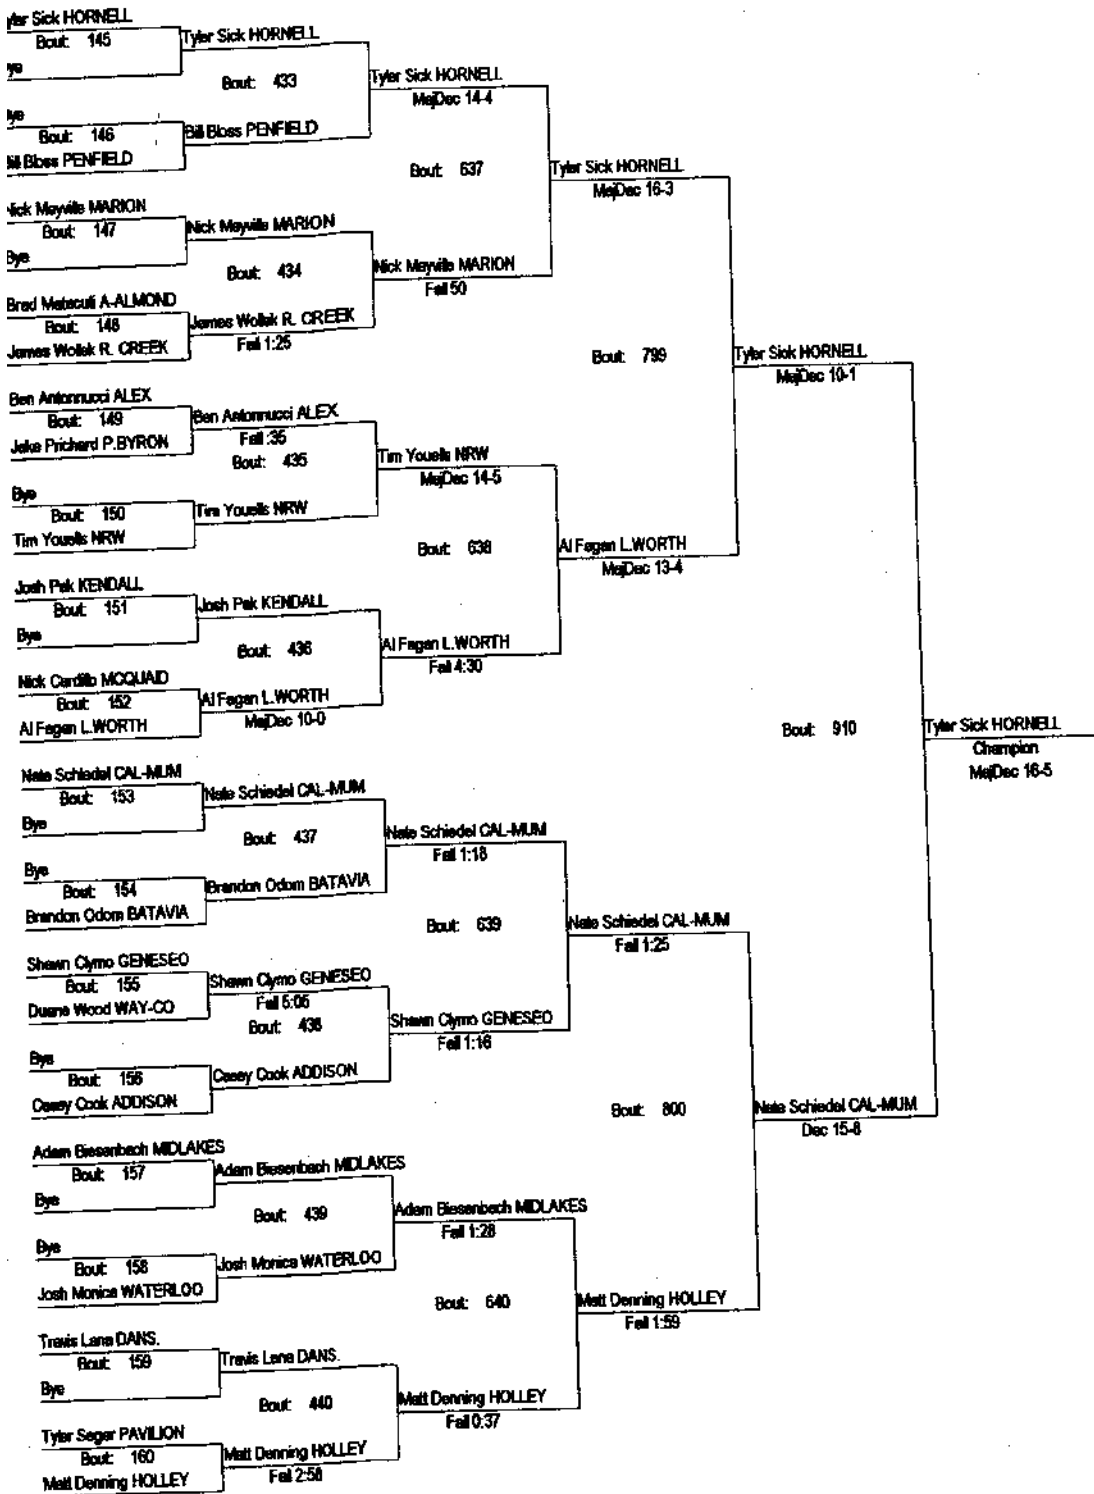 Tyler Sick HORNELL
Bout: 145
Bye
Tyler Sick HORNELL
Bout: 433
Bye
Bout: 146
Bill Bloss PENFIELD
Bill Bloss PENFIELD
Tyler Sick HORNELL
MajDec 14-4
Bout: 637
Nick Mayville MARION
Bout: 147
Bye
Nick Mayville MARION
Bout: 434
Brad A-ALMOND
Bout: 148
James Wollek R. CREEK
James Wollek R. CREEK
Fall 1:25
Nick Mayville MARION
Fall 50
Tyler Sick HORNELL
MajDec 16-3
Bout: 799
Ben Antonnucci ALEX
Bout: 149
Jake Prichard P.BYRON
Ben Antonnucci ALEX
Fall :35
Bout: 435
Bye
Bout: 150
Tim Youells NRW
Tim Youells NRW
Tim Youells NRW
MajDec 14-5
Bout: 638
Josh Pak KENDALL
Bout: 151
Bye
Josh Pak KENDALL
Bout: 436
Nick Cardillo MCQUAID
Bout: 152
Al Fagan L.WORTH
Al Fagan L.WORTH
MajDec 10-0
Al Fagan L.WORTH
Fall 4:30
Al Fagan L.WORTH
MajDec 13-4
Tyler Sick HORNELL
MajDec 10-1
Bout: 910
Tyler Sick HORNELL
Champion
MajDec 16-5
Nate Schiedel CAL-MUM
Bout: 153
Bye
Nate Schiedel CAL-MUM
Bout: 437
Bye
Bout: 154
Brandon Odom BATAVIA
Brandon Odom BATAVIA
Nate Schiedel CAL-MUM
Fall 1:18
Bout: 639
Shawn Clymo GENESEO
Bout: 155
Duane Wood WAY-CO
Shawn Clymo GENESEO
Fall 5:05
Bout: 438
Bye
Bout: 156
Casey Cook ADDISON
Casey Cook ADDISON
Shawn Clymo GENESEO
Fall 1:16
Nate Schiedel CAL-MUM
Fall 1:25
Bout: 800
Nate Schiedel CAL-MUM
Dec 15-8
Adam Biesenbach MIDLAKES
Bout: 157
Bye
Adam Biesenbach MIDLAKES
Bout: 439
Bye
Bout: 158
Josh Monica WATERLOO
Josh Monica WATERLOO
Adam Biesenbach MIDLAKES
Fall 1:28
Bout: 640
Travis Lane DANS.
Bout: 159
Bye
Travis Lane DANS.
Bout: 440
Tyler Seger PAVILION
Bout: 160
Matt Denning HOLLEY
Matt Denning HOLLEY
Fall 2:58
Matt Denning HOLLEY
Fall 0:37
Matt Denning HOLLEY
Fall 1:59